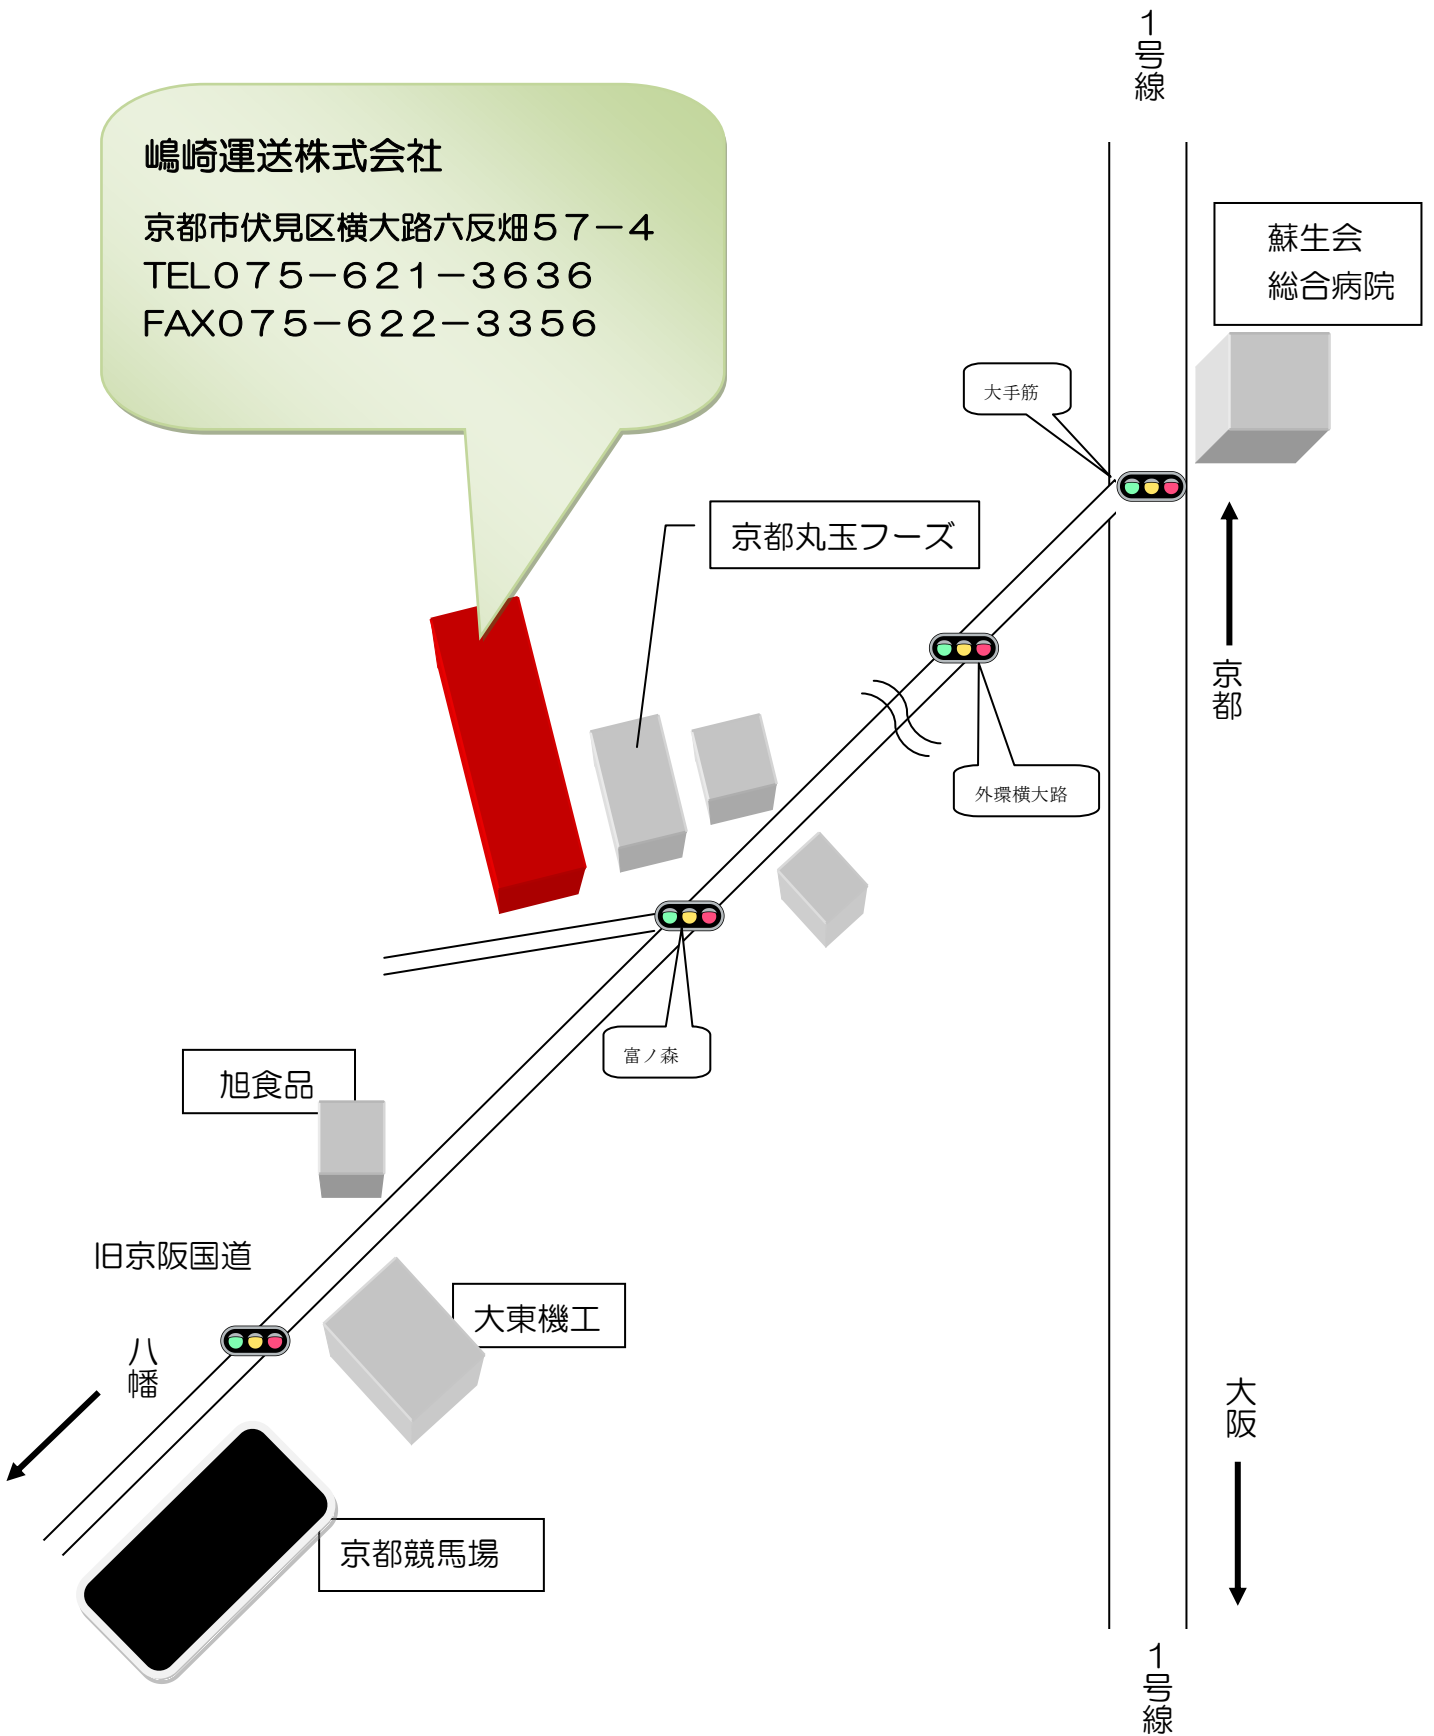 １号線
嶋崎運送株式会社
京都市伏見区横大路六反畑５７－４
TEL０７５－６２１－３６３６
FAX０７５－６２２－３３５６
蘇生会
総合病院
大手筋
京都丸玉フーズ
京都
外環横大路
富ノ森
旭食品
旧京阪国道
大東機工
八幡
大阪
京都競馬場
１号線